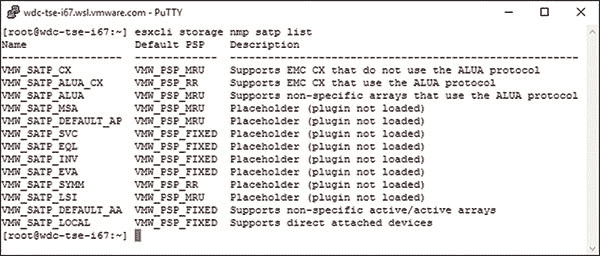 wdc-tse-i67.wsl.vmware.com - PuTTY
[root@wdc-tse-i67:~] esxcli storage nmp satp list
Name Default PSP Description
------------------- ------------- -------------------------------------------------------
VMW_SATP_CX VMW_PSP_MRU Supports EMC CX that do not use the ALUA protocol
VMW_SATP_ALUA_CX VMW_PSP_RR Supports EMC CX that use the ALUA protocol
VMW_SATP_ALUA VMW_PSP_MRU Supports non-specific arrays that use the ALUA protocol
VMW_SATP_MSA VMW_PSP_MRU Placeholder (plugin not loaded)
VMW_SATP_DEFAULT_AP VMW_PSP_MRU Placeholder (plugin not loaded)
VMW_SATP_SVC VMW_PSP_FIXED Placeholder (plugin not loaded)
VMW_SATP_EQL VMW_PSP_FIXED Placeholder (plugin not loaded)
VMW_SATP_INV VMW_PSP_FIXED Placeholder (plugin not loaded)
VMW_SATP_EVA VMW_PSP_FIXED Placeholder (plugin not loaded)
VMW_SATP_SYMM VMW_PSP_RR Placeholder (plugin not loaded)
VMW_SATP_LSI VMW_PSP_MRU Placeholder (plugin not loaded)
VMW_SATP_DEFAULT_AA VMW_PSP_FIXED Supports non-specific active/active arrays
VMW_SATP_LOCAL VMW_PSP_FIXED Supports direct attached devices
[root@wdc-tse-i67:~]